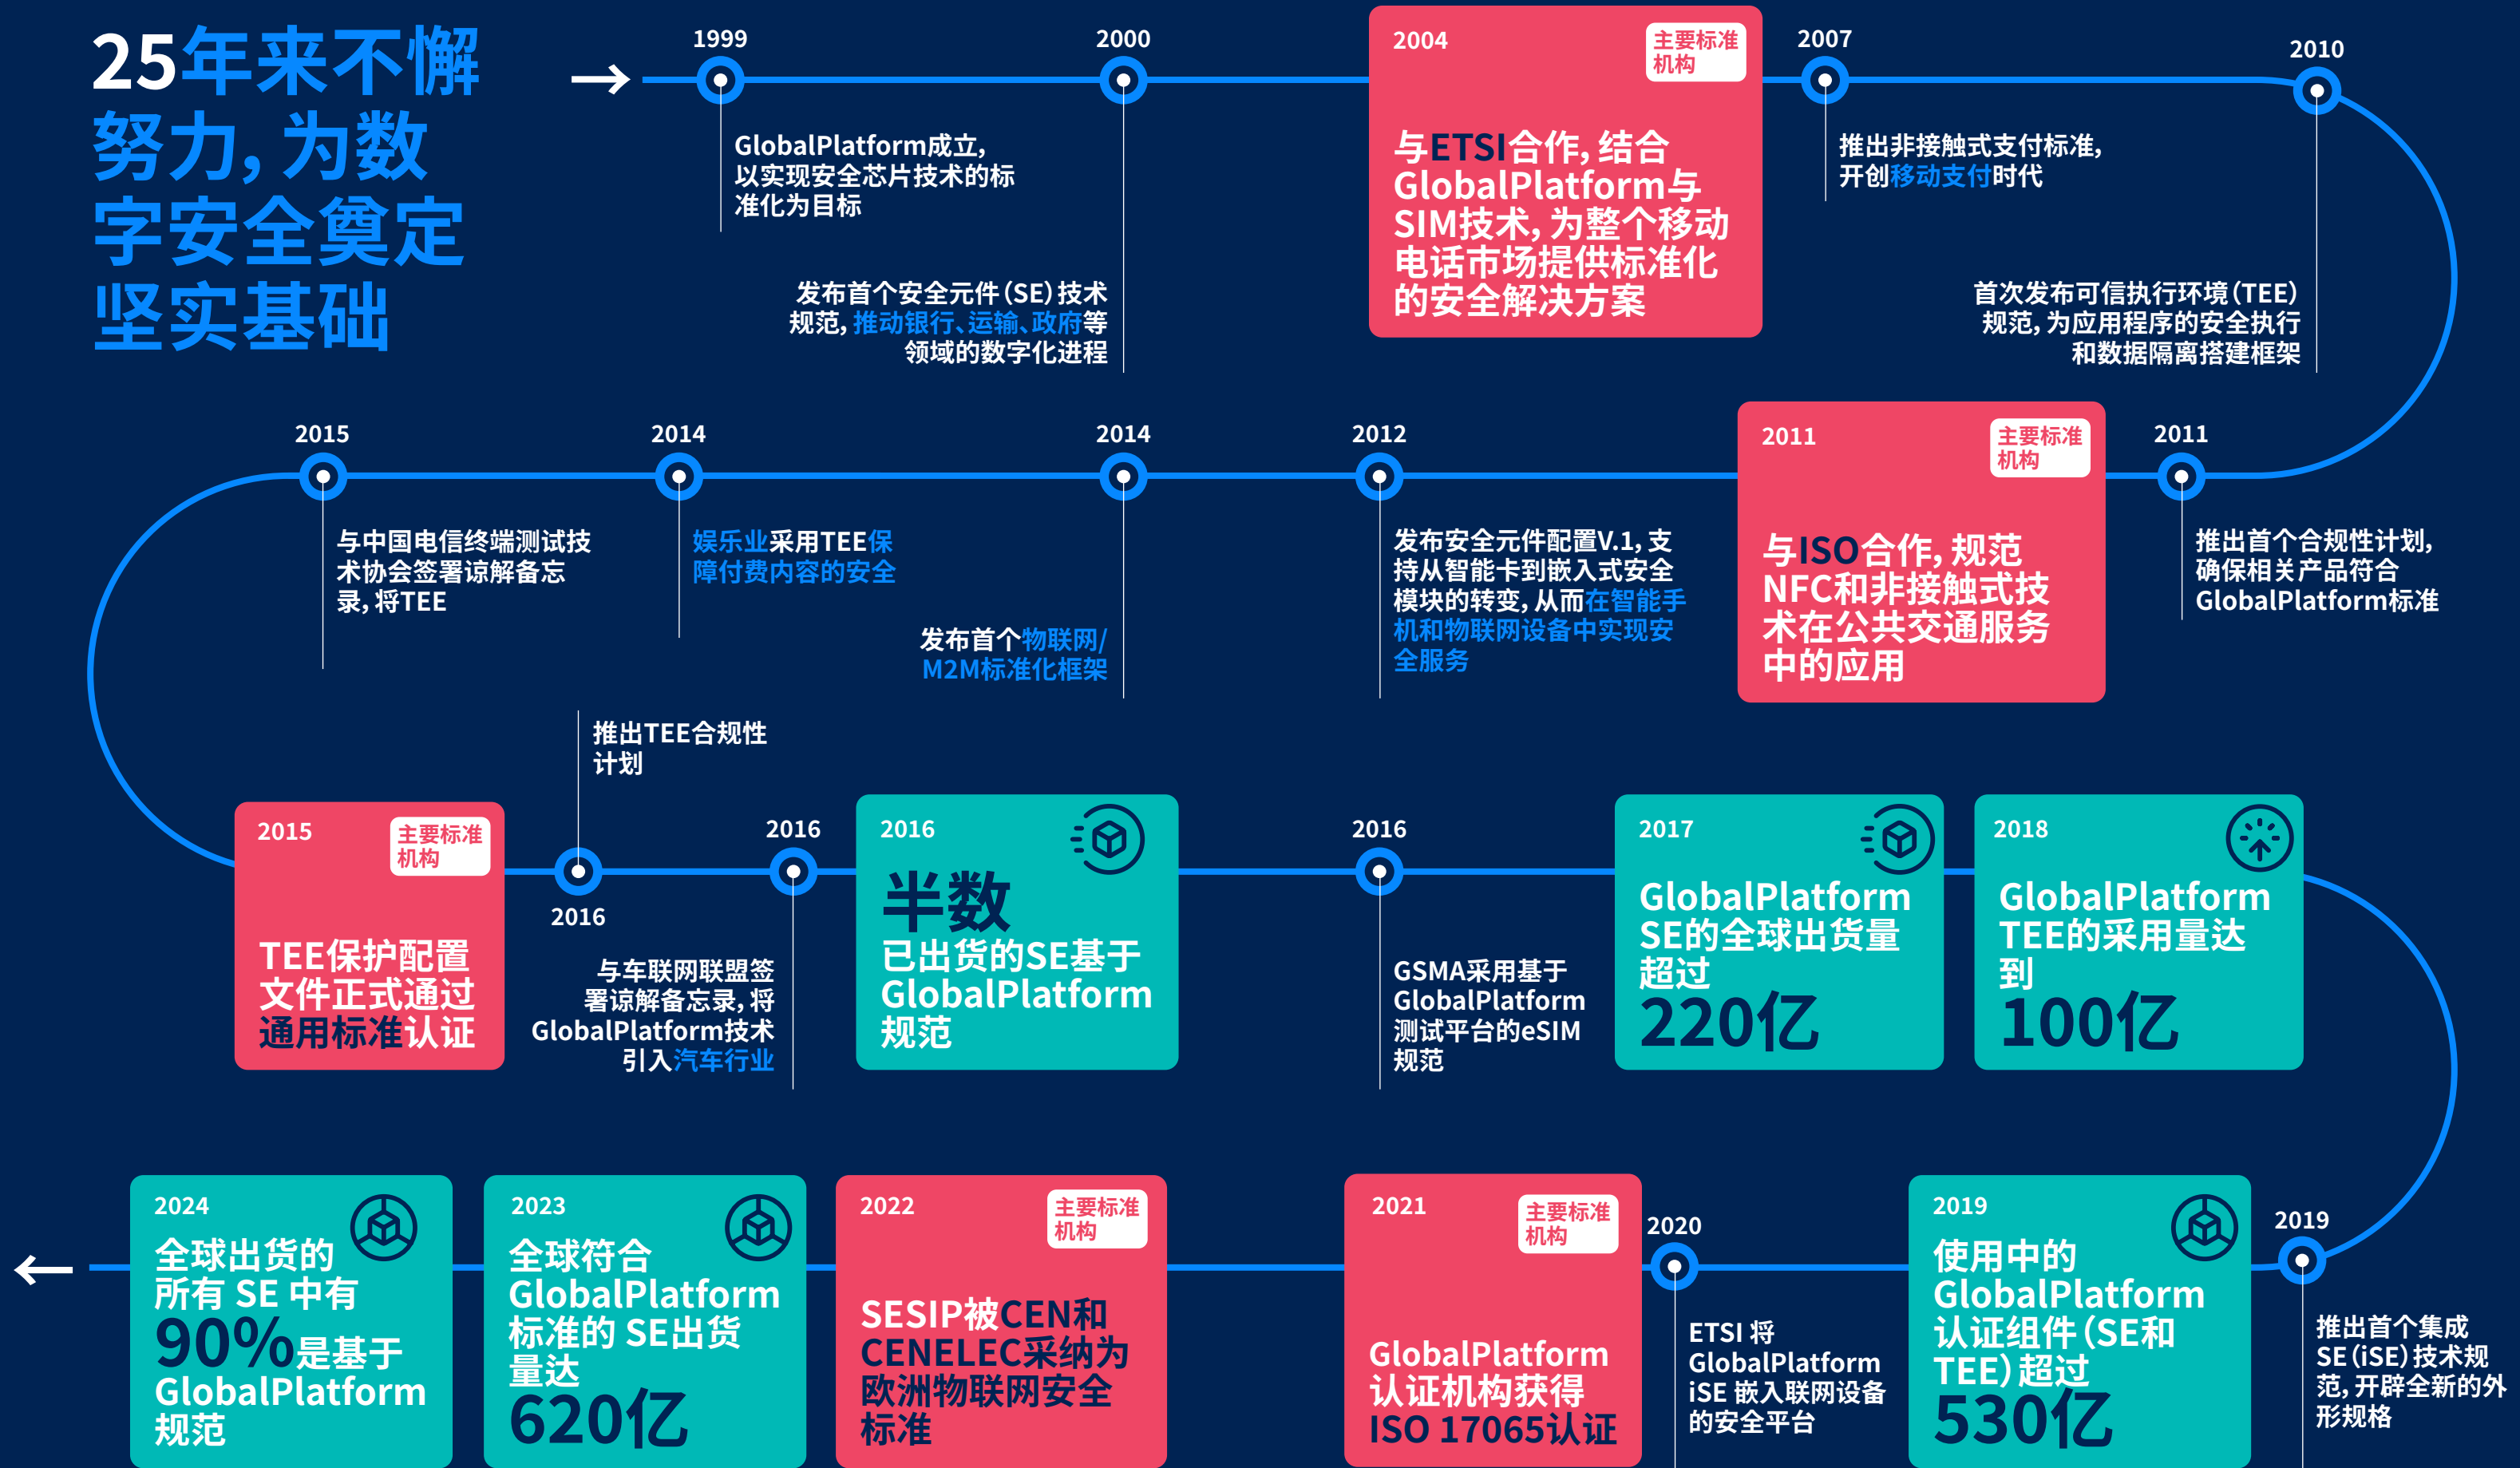 25年来不懈
努力，为数
字安全奠定
坚实基础
1999
GlobalPlatform成立，
以实现安全芯片技术的标
准化为目标
2000
发布首个安全元件（SE）技术
规范，推动银行、运输、政府等
领域的数字化进程
2004
主要标准
机构
与ETSI合作，结合
GlobalPlatform与
SIM技术，为整个移动
电话市场提供标准化
的安全解决方案
2007
推出非接触式支付标准，
开创移动支付时代
2010
首次发布可信执行环境（TEE）
规范，为应用程序的安全执行
和数据隔离搭建框架
2011
推出首个合规性计划，
确保相关产品符合
GlobalPlatform标准
2011
主要标准
机构
与ISO合作，规范
NFC和非接触式技
术在公共交通服务
中的应用
2012
发布安全元件配置V.1，支
持从智能卡到嵌入式安全
模块的转变，从而在智能手
机和物联网设备中实现安
全服务
2014
发布首个物联网/
M2M标准化框架
2014
娱乐业采用TEE保
障付费内容的安全
2015
与中国电信终端测试技
术协会签署谅解备忘
录，将TEE
2015
主要标准
机构
TEE保护配置
文件正式通过
通用标准认证
推出TEE合规性
计划
2016
2016
与车联网联盟签
署谅解备忘录，将
GlobalPlatform技术
引入汽车行业
2016
半数
已出货的SE基于
GlobalPlatform
规范
2016
GSMA采用基于
GlobalPlatform
测试平台的eSIM
规范
2017
GlobalPlatform
SE的全球出货量
超过
220亿
2018
GlobalPlatform
TEE的采用量达
到
100亿
2019
推出首个集成
SE（iSE）技术规
范，开辟全新的外
形规格
2019
使用中的
GlobalPlatform
认证组件（SE和
TEE）超过
530亿
2020
ETSI 将
GlobalPlatform
iSE 嵌入联网设备
的安全平台
2021
主要标准
机构
GlobalPlatform
认证机构获得
ISO 17065认证
2022
主要标准
机构
SESIP被CEN和
CENELEC采纳为
欧洲物联网安全
标准
2023
全球符合
GlobalPlatform
标准的 SE出货
量达
620亿
2024
全球出货的
所有 SE 中有
90%是基于
GlobalPlatform
规范